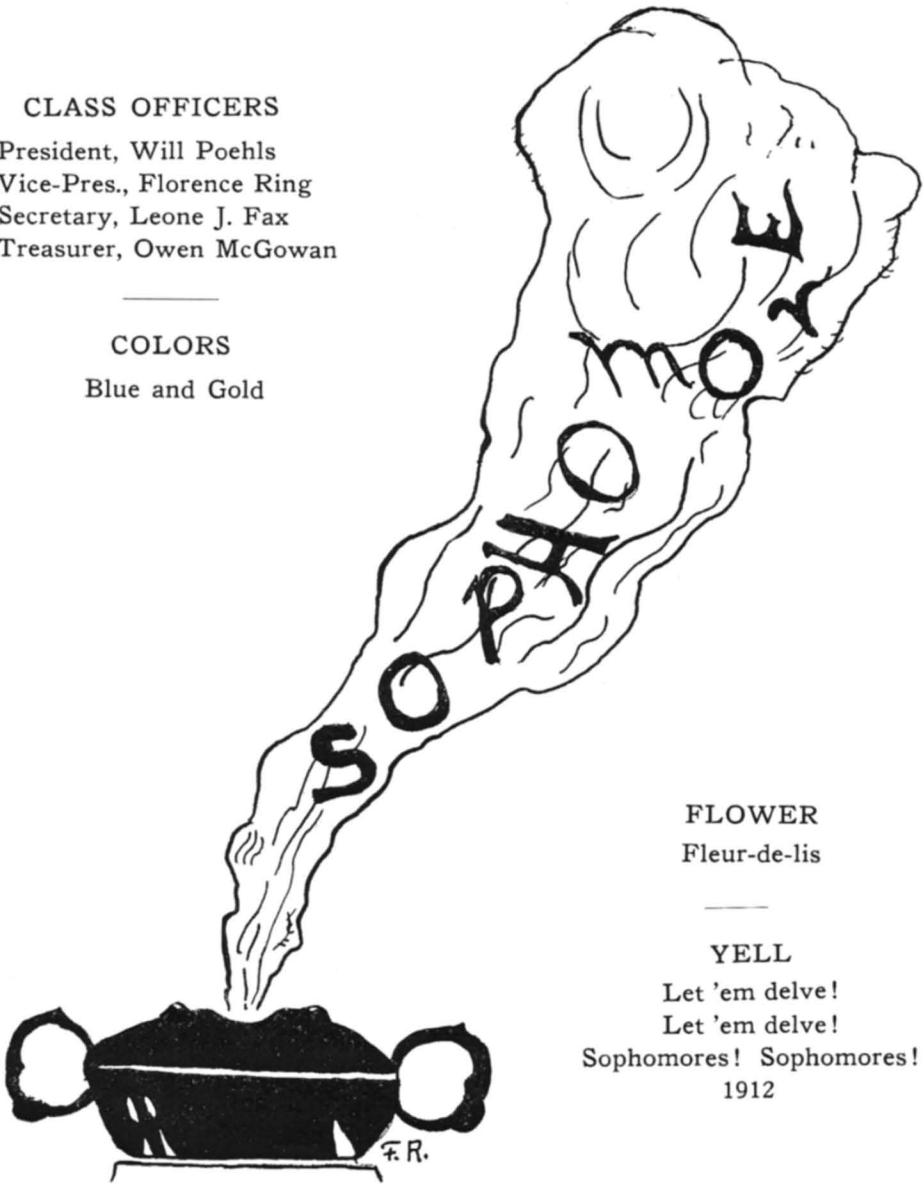 CLASS OFFICERS
President, Will Poehls
Vice-Pres., Florence Ring
Secretary, Leone J. Fax
Treasurer, Owen McGowan
COLORS
Blue and Gold
SOPHOmOrE
FLOWER
Fleur-de-lis
YELL
Let 'em delve!
Let 'em delve!
Sophomores! Sophomores!
1912
F. R.